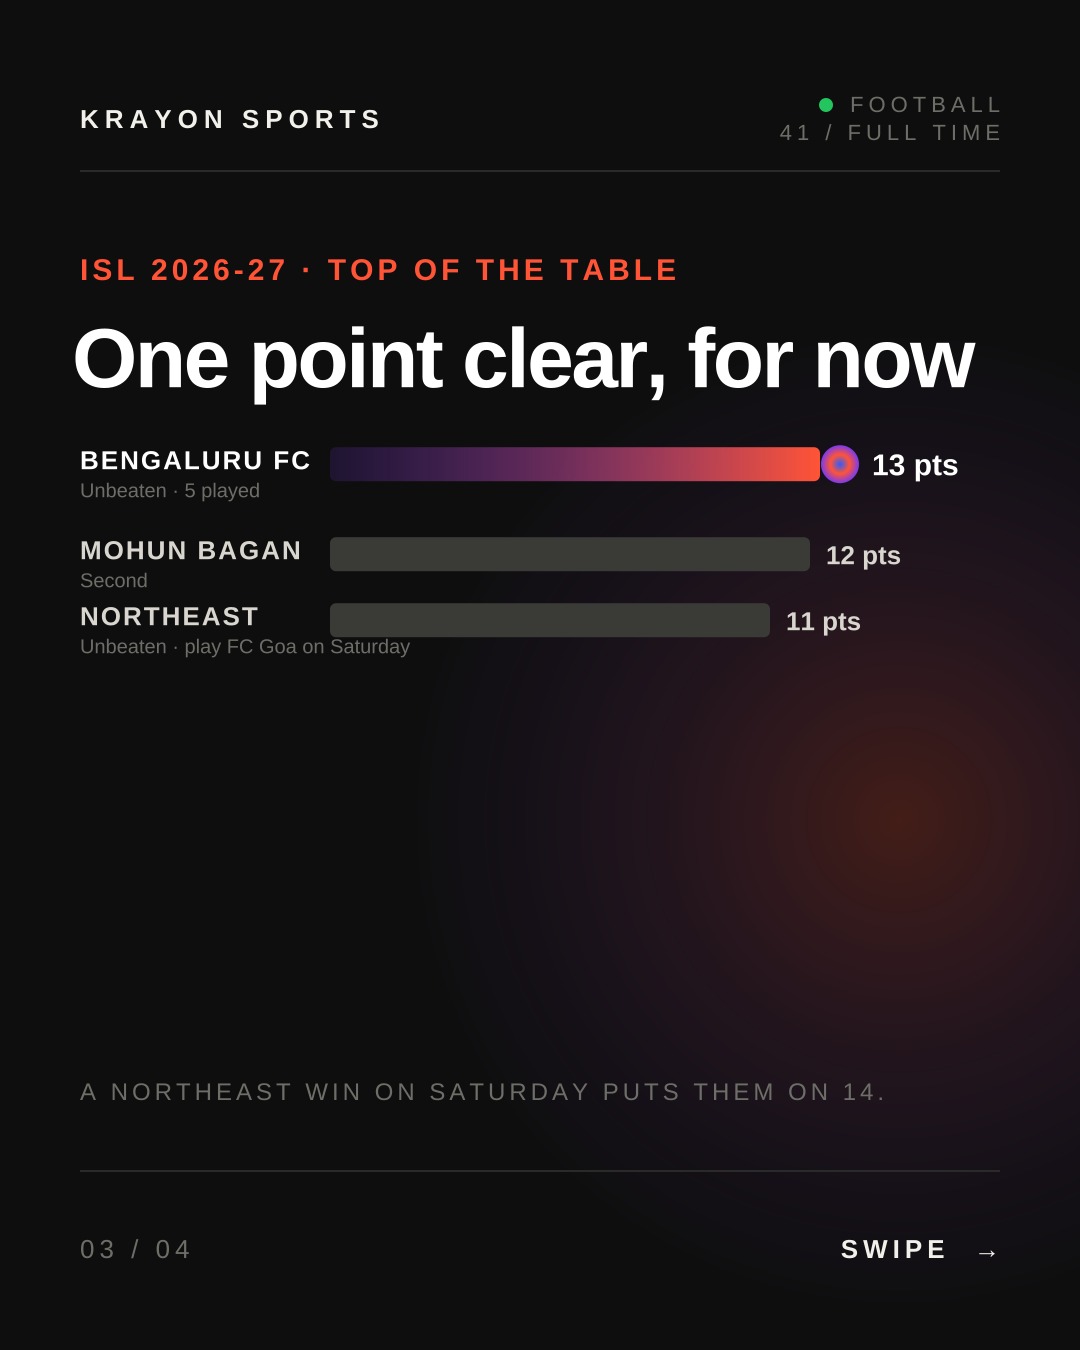 KRAYON SPORTS
FOOTBALL
41 / FULL TIME
ISL 2026-27 · TOP OF THE TABLE
One point clear, for now
BENGALURU FC
13 pts
Unbeaten · 5 played
MOHUN BAGAN
12 pts
Second
NORTHEAST
11 pts
Unbeaten · play FC Goa on Saturday
A NORTHEAST WIN ON SATURDAY PUTS THEM ON 14.
03 / 04
SWIPE →